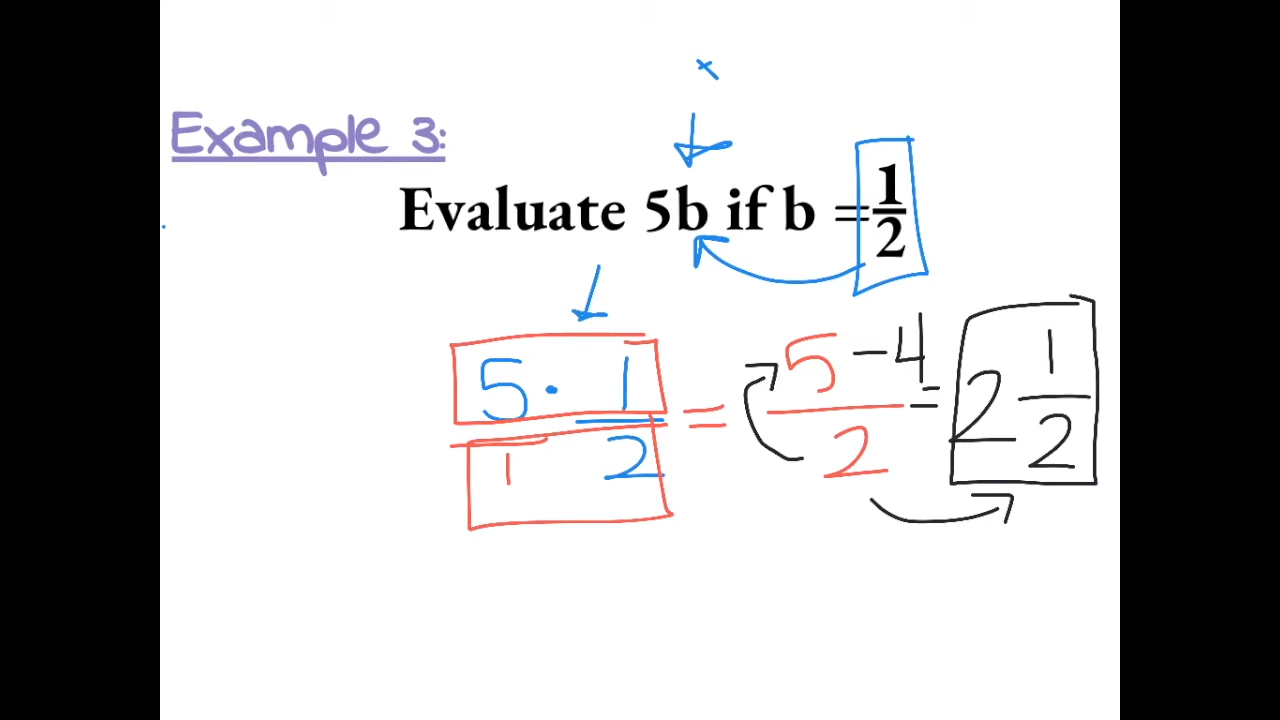 ×
Example 3:
Evaluate 5b if b = 1/2
5 · 1 / 1 2 = 5 - 4 / 2 = 2 1/2